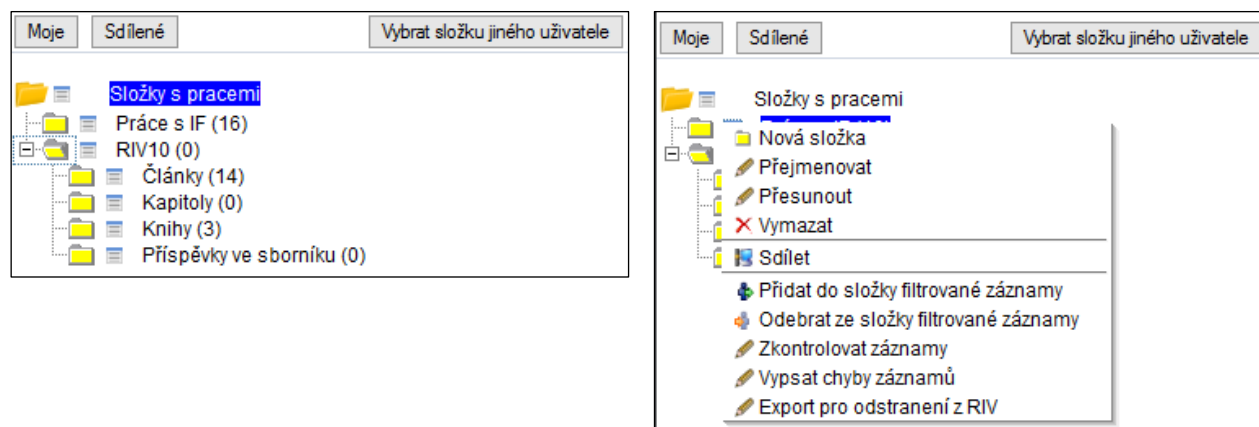 Moje Sdílené Vybrat složku jiného uživatele
Složky s pracemi
Práce s IF (16)
RIV10 (0)
Články (14)
Kapitoly (0)
Knihy (3)
Příspěvky ve sborníku (0)
Moje Sdílené Vybrat složku jiného uživatele
Složky s pracemi
Nová složka
Přejmenovat
Přesunout
Vymazat
Sdílet
Přidat do složky filtrované záznamy
Odebrat ze složky filtrované záznamy
Zkontrolovat záznamy
Vypsat chyby záznamů
Export pro odstranení z RIV